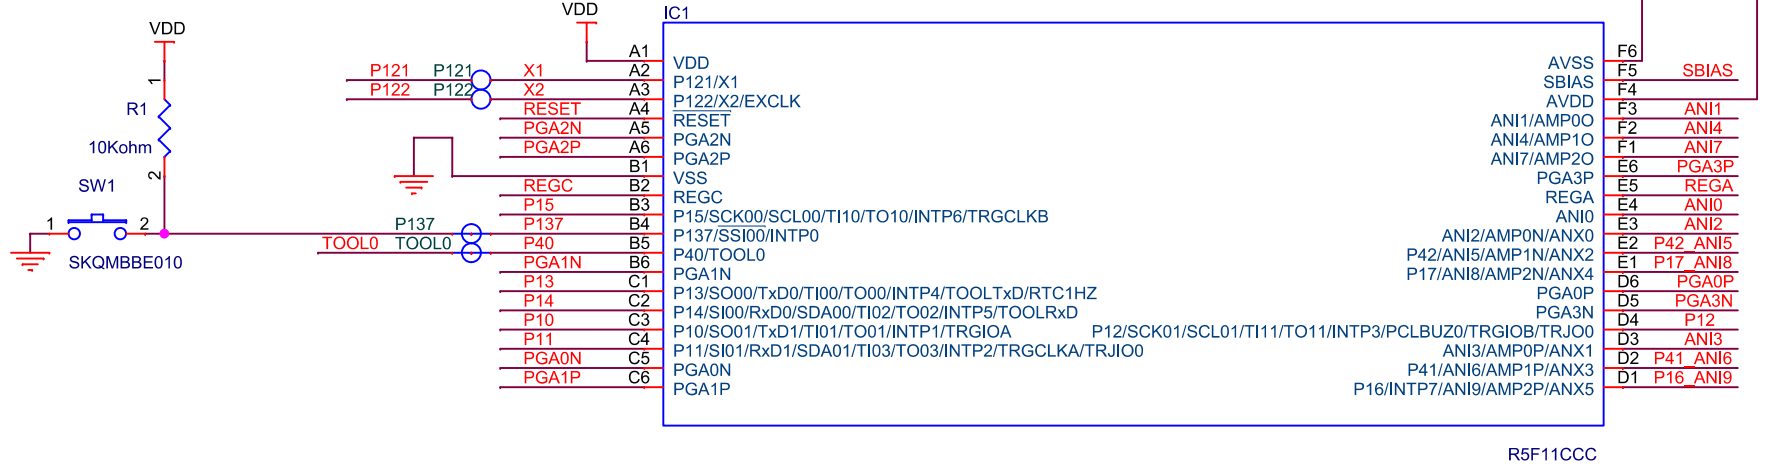 VDD
1
R1
10Kohm
2
SW1
1
2
SKQMBBE010
VDD
IC1
P121 P121 X1 A2 P121/X1
A1 VDD
P122 P122 X2 A3 P122/X2/EXCLK
RESET A4 RESET
PGA2N A5 PGA2N
PGA2P A6 PGA2P
B1 VSS
REGC B2 REGC
P15 B3 P15/SCK00/SCL00/TI10/TO10/INTP6/TRGCLKB
P137 P137 B4 P137/SSI00/INTP0
TOOL0 TOOL0 P40 B5 P40/TOOL0
PGA1N B6 PGA1N
P13 C1 P13/SO00/TxD0/TI00/TO00/INTP4/TOOLTxD/RTC1HZ
P14 C2 P14/SI00/RxD0/SDA00/TI02/TO02/INTP5/TOOLRxD
P10 C3 P10/SO01/TxD1/TI01/TO01/INTP1/TRGIOA
P11 C4 P11/SI01/RxD1/SDA01/TI03/TO03/INTP2/TRGCLKA/TRJIO0
PGA0N C5 PGA0N
PGA1P C6 PGA1P
AVSS F6
SBIAS F5 SBIAS
AVDD F4
ANI1/AMP0O F3 ANI1
ANI4/AMP1O F2 ANI4
ANI7/AMP2O F1 ANI7
PGA3P E6 PGA3P
REGA E5 REGA
ANI0 E4 ANI0
ANI2/AMP0N/ANX0 E3 ANI2
P42/ANI5/AMP1N/ANX2 E2 P42_ANI5
P17/ANI8/AMP2N/ANX4 E1 P17_ANI8
PGA0P D6 PGA0P
PGA3N D5 PGA3N
P12/SCK01/SCL01/TI11/TO11/INTP3/PCLBUZ0/TRGIOB/TRJO0 D4 P12
ANI3/AMP0P/ANX1 D3 ANI3
P41/ANI6/AMP1P/ANX3 D2 P41_ANI6
P16/INTP7/ANI9/AMP2P/ANX5 D1 P16_ANI9
R5F11CCC